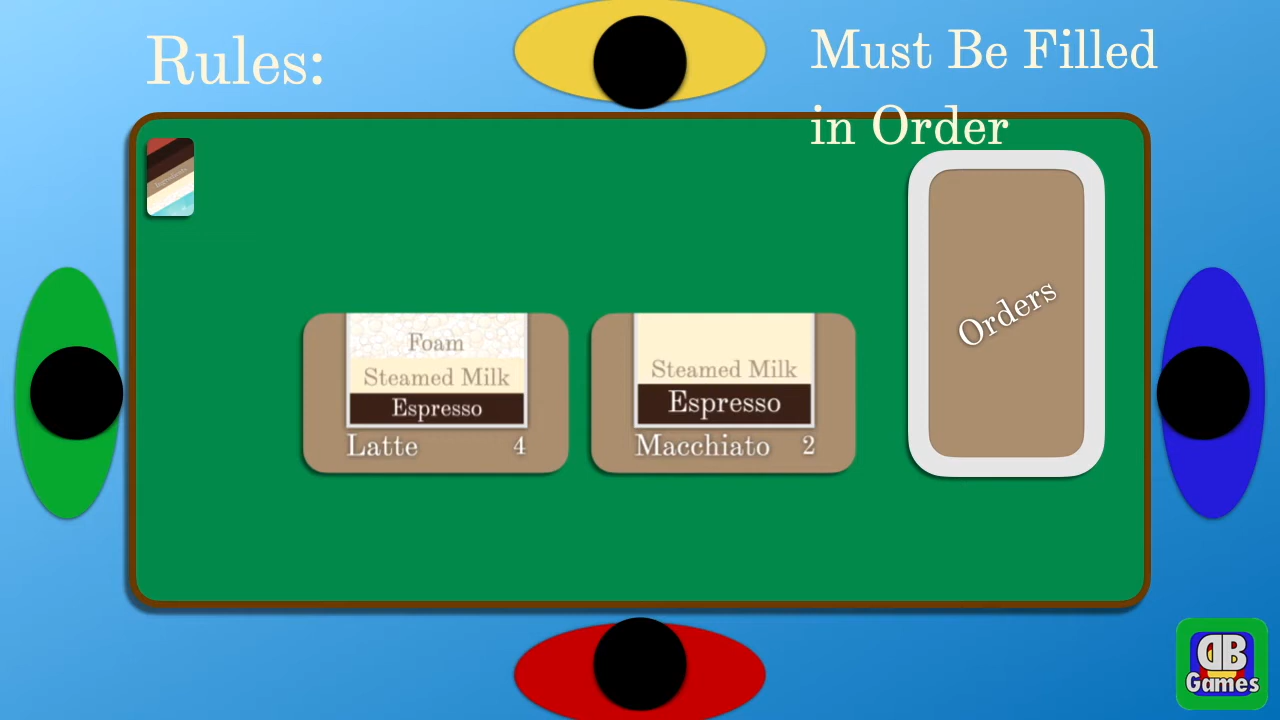 Rules:
Must Be Filled
in Order
Ingredients
Orders
Foam
Steamed Milk
Espresso
Latte 4
Steamed Milk
Espresso
Macchiato 2
DB
Games